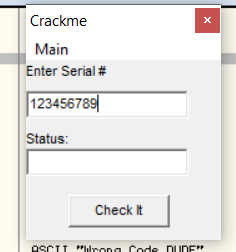 Crackme
Main
Enter Serial #
123456789
Status:
Check It
ASCII "Wrong Code DUDE"